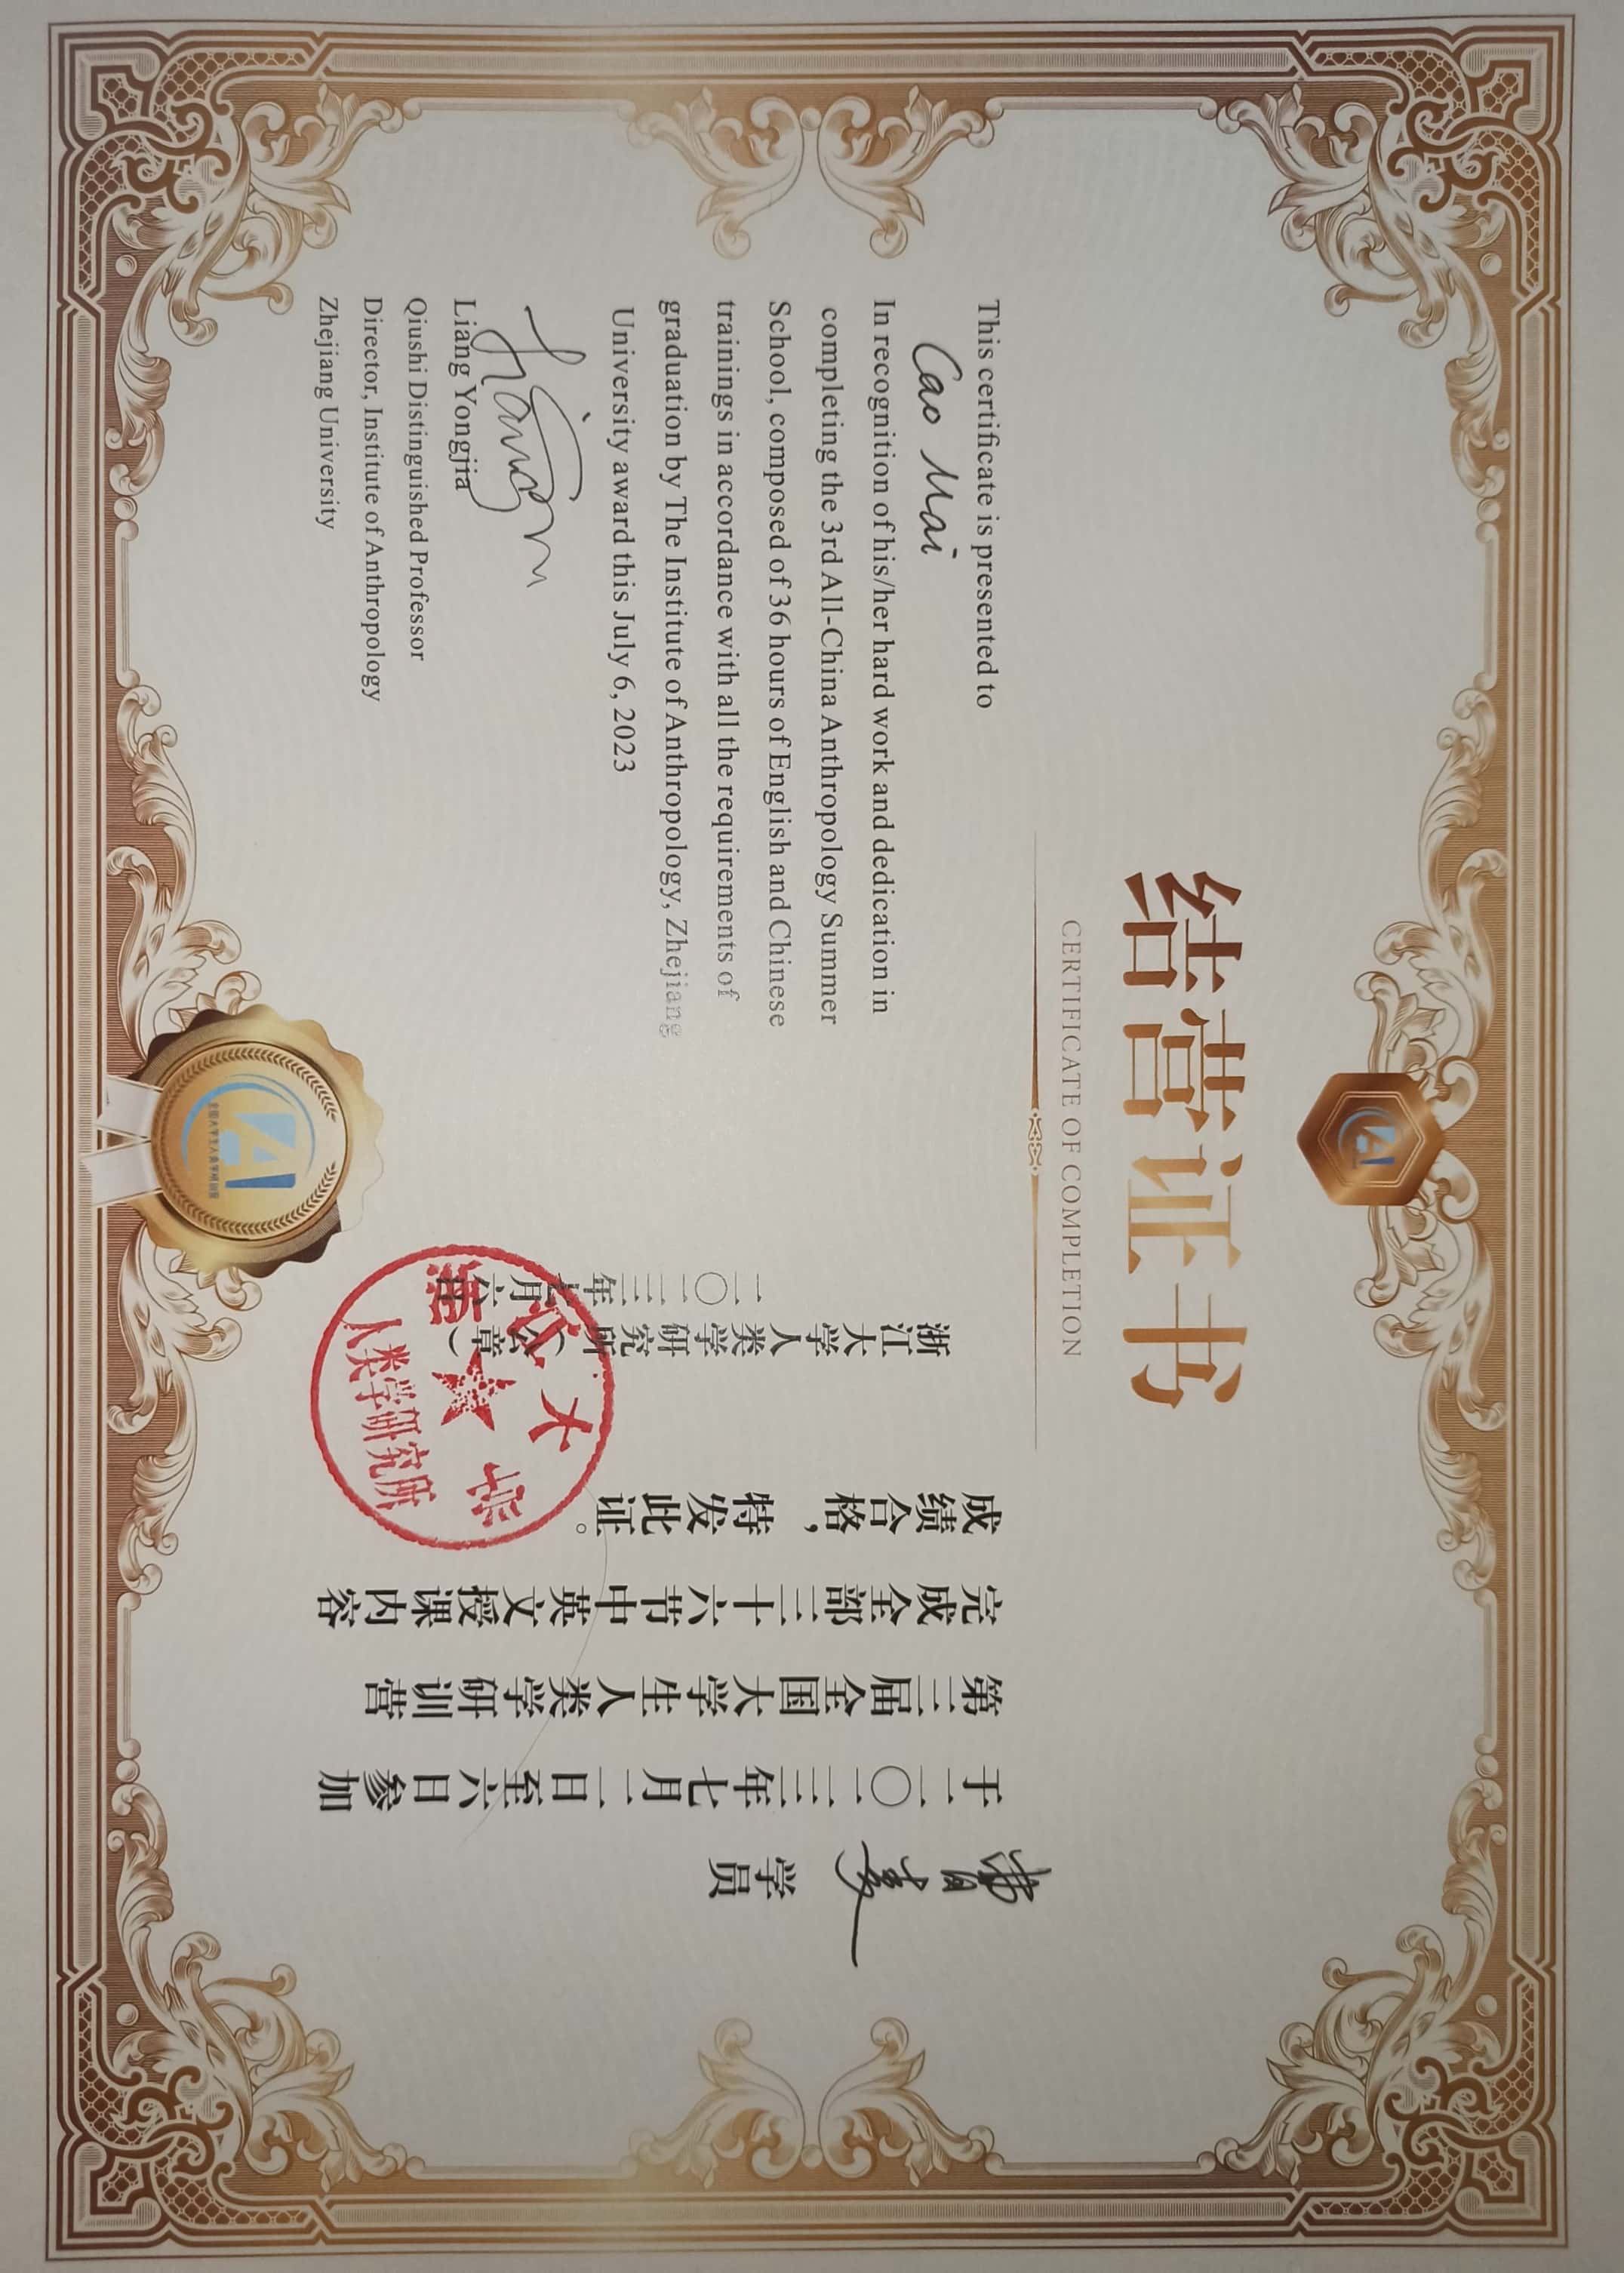 结营证书
CERTIFICATE OF COMPLETION
This certificate is presented to
Cao Mai
In recognition of his/her hard work and dedication in
completing the 3rd All-China Anthropology Summer
School, composed of 36 hours of English and Chinese
trainings in accordance with all the requirements of
graduation by The Institute of Anthropology, Zhejiang
University award this July 6, 2023
Liang Yongjia
Qiushi Distinguished Professor
Director, Institute of Anthropology
Zhejiang University
曹麦 学员
于二〇二三年七月二日至六日参加
第三届全国大学生人类学研训营
完成全部三十六节中英文授课内容
成绩合格，特发此证。
浙江大学人类学研究所（公章）
二〇二三年七月六日
浙江大学
人类学研究所
全国大学生人类学研训营